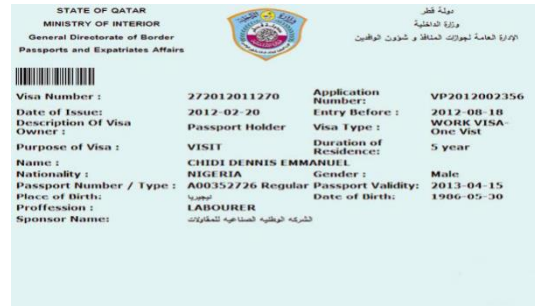 STATE OF QATAR
MINISTRY OF INTERIOR
General Directorate of Border
Passports and Expatriates Affairs
دولة قطر
وزارة الداخلية
الإدارة العامة لجوازات المنافذ و شؤون الوافدين
Visa Number : 272012011270 Application Number: VP2012002356
Date of Issue: 2012-02-20 Entry Before : 2012-08-18
Description Of Visa Owner : Passport Holder Visa Type : WORK VISA-One Vist
Purpose of Visa : VISIT Duration of Residence: 5 year
Name : CHIDI DENNIS EMMANUEL
Nationality : NIGERIA Gender : Male
Passport Number / Type : A00352726 Regular Passport Validity: 2013-04-15
Place of Birth: نيجيريا Date of Birth: 1906-05-30
Proffession : LABOURER
Sponsor Name: الشركه الوطنيه الصناعيه للمقاولات